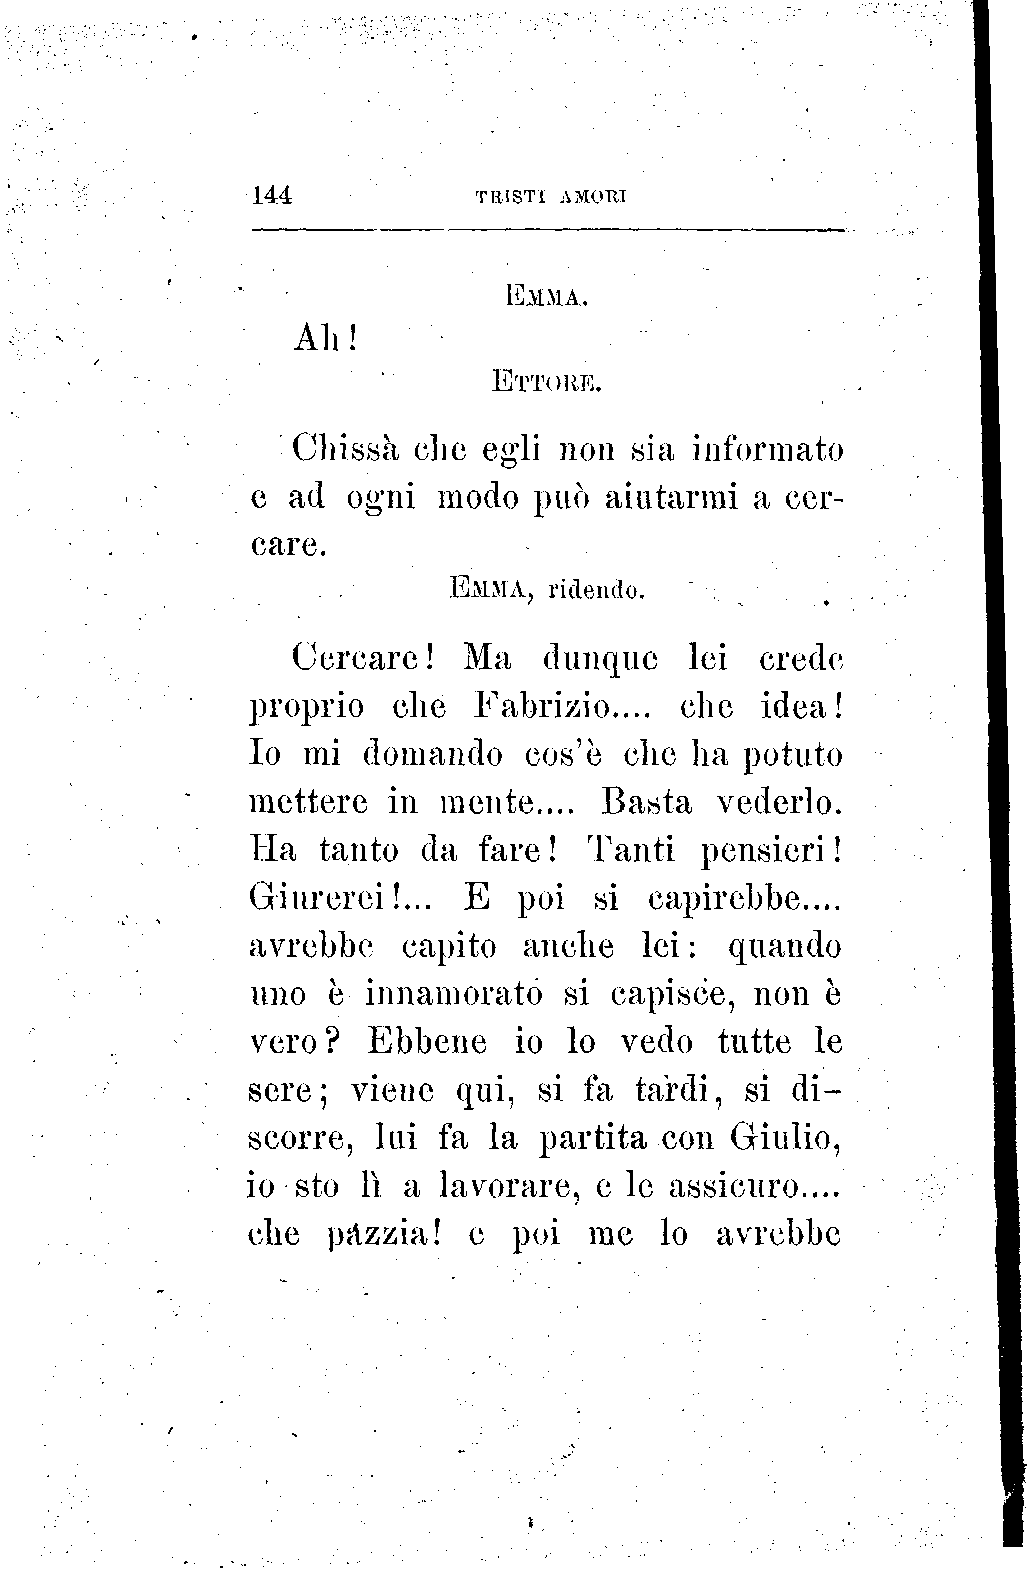 144 TRISTI AMORI
EMMA.
Ah!
ETTORE.
Chissà che egli non sia informato
e ad ogni modo può aiutarmi a cer-
care.
EMMA, ridendo.
Cercare! Ma dunque lei crede
proprio che Fabrizio.... che idea!
Io mi domando cos'è che ha potuto
mettere in mente.... Basta vederlo.
Ha tanto da fare! Tanti pensieri!
Giurerei!... E poi si capirebbe....
avrebbe capito anche lei: quando
uno è innamorato si capisce, non è
vero? Ebbene io lo vedo tutte le
sere; viene qui, si fa tardi, si di-
scorre, lui fa la partita con Giulio,
io sto lì a lavorare, e le assicuro....
che pazzia! e poi me lo avrebbe